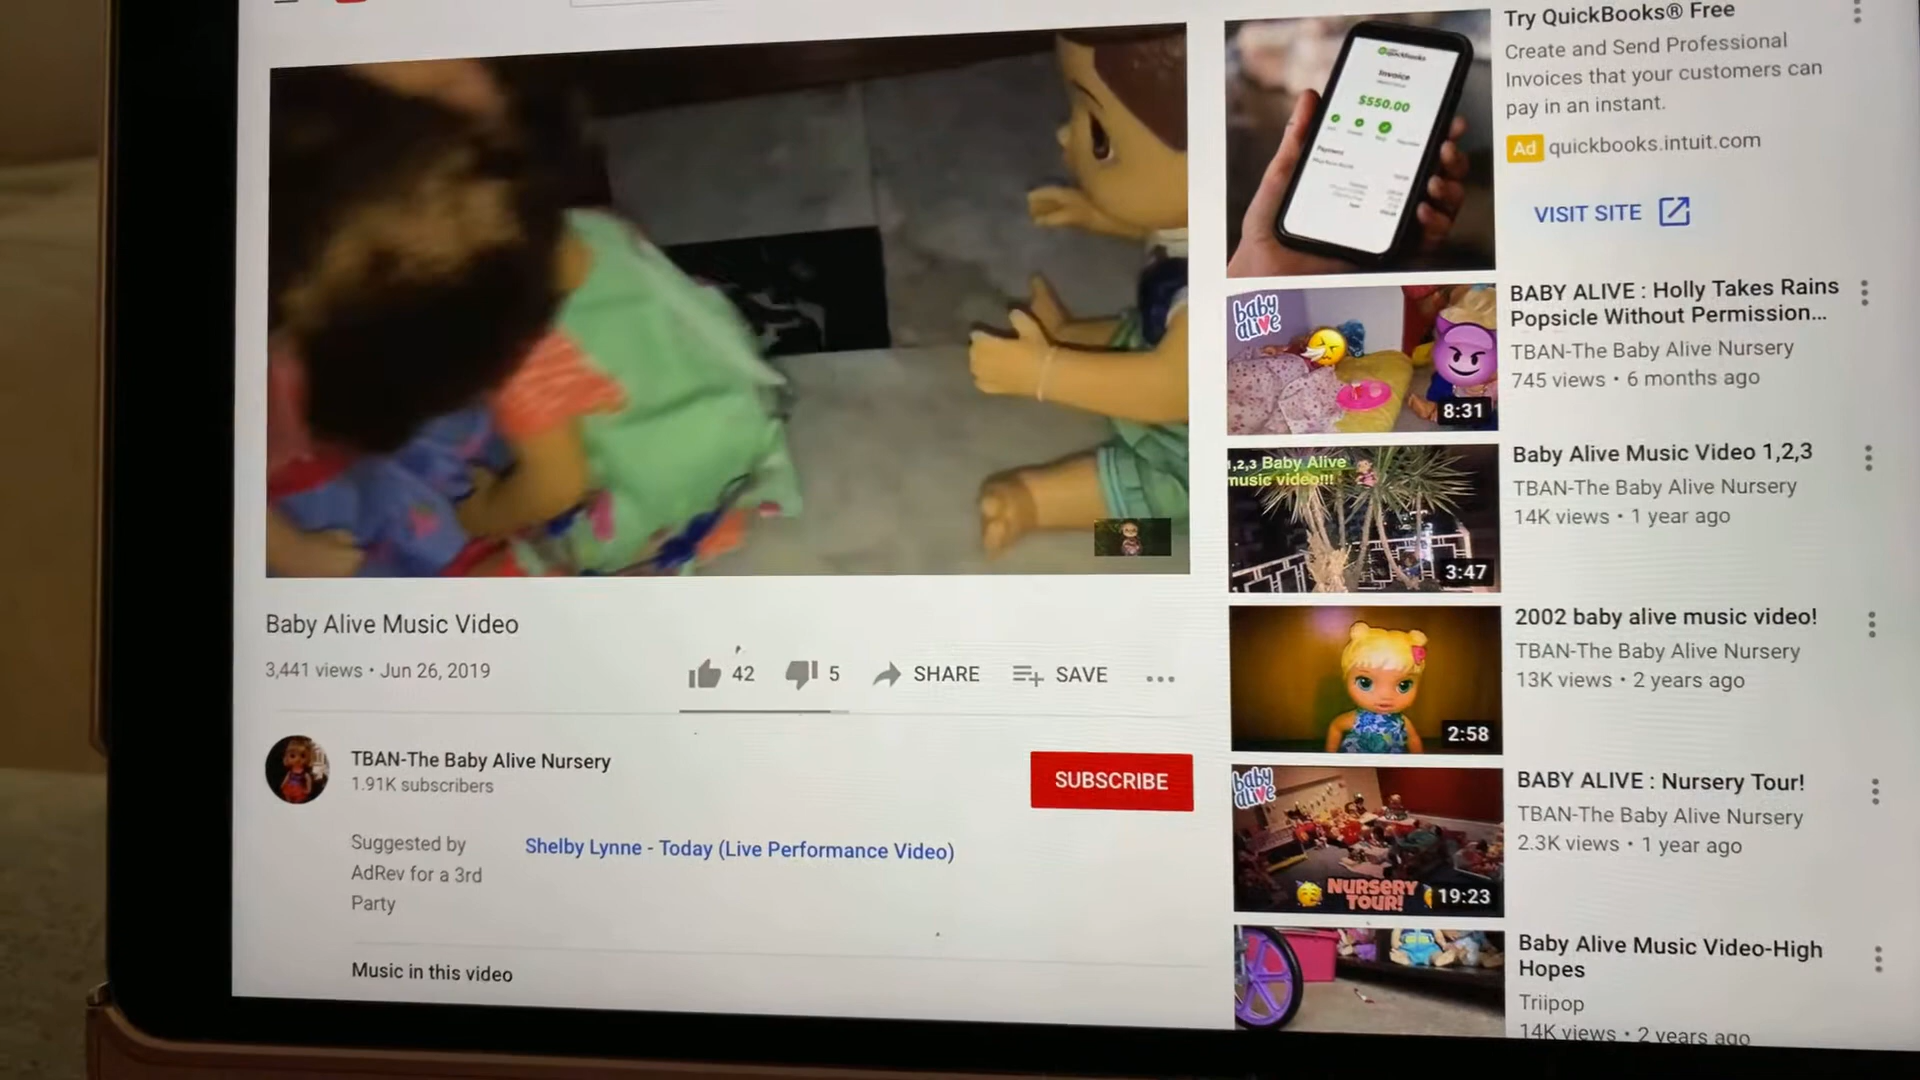 Try QuickBooks® Free
Create and Send Professional
Invoices that your customers can
pay in an instant.
Ad quickbooks.intuit.com
VISIT SITE
quickbooks
Invoice
$550.00
baby
alive
8:31
BABY ALIVE : Holly Takes Rains
Popsicle Without Permission...
TBAN-The Baby Alive Nursery
745 views • 6 months ago
1,2,3 Baby Alive
music video!!!
3:47
Baby Alive Music Video 1,2,3
TBAN-The Baby Alive Nursery
14K views • 1 year ago
2:58
2002 baby alive music video!
TBAN-The Baby Alive Nursery
13K views • 2 years ago
baby
alive
NURSERY
TOUR!
19:23
BABY ALIVE : Nursery Tour!
TBAN-The Baby Alive Nursery
2.3K views • 1 year ago
Baby Alive Music Video-High
Hopes
Triipop
14K views • 2 years ago
Baby Alive Music Video
3,441 views • Jun 26, 2019
42 5 SHARE SAVE
TBAN-The Baby Alive Nursery
1.91K subscribers
SUBSCRIBE
Suggested by
AdRev for a 3rd
Party
Shelby Lynne - Today (Live Performance Video)
Music in this video